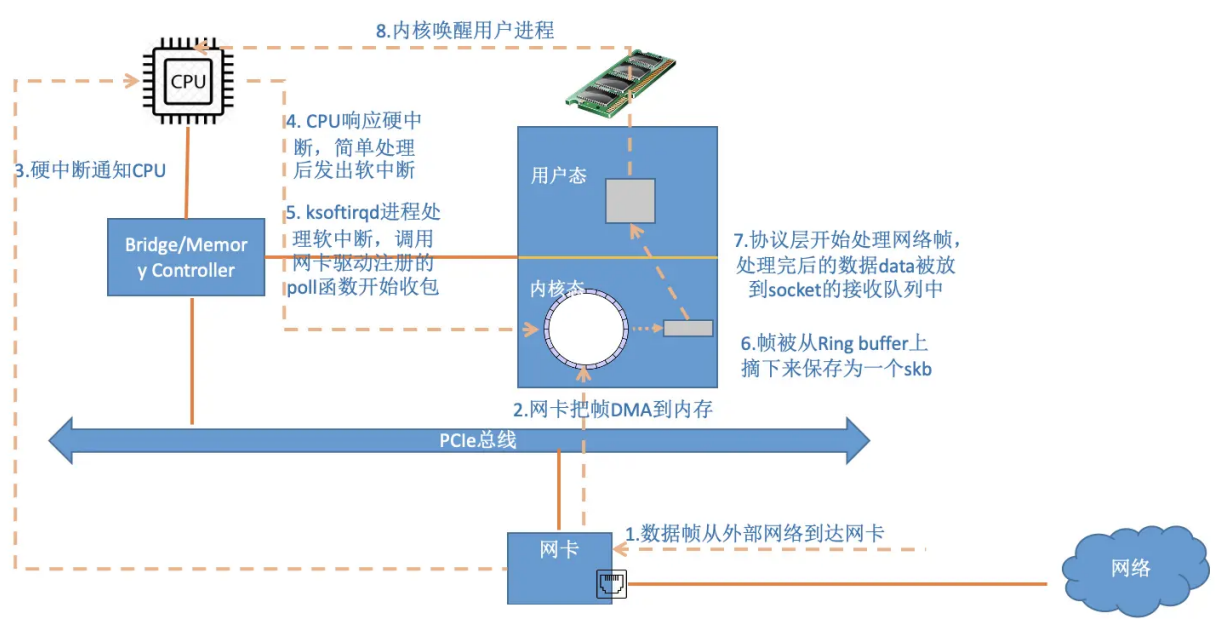 8.内核唤醒用户进程
CPU
4. CPU响应硬中
断，简单处理
后发出软中断
3.硬中断通知CPU
用户态
5. ksoftirqd进程处
理软中断，调用
网卡驱动注册的
poll函数开始收包
Bridge/Memor
y Controller
7.协议层开始处理网络帧，
处理完后的数据data被放
到socket的接收队列中
内核态
6.帧被从Ring buffer上
摘下来保存为一个skb
2.网卡把帧DMA到内存
PCIe总线
1.数据帧从外部网络到达网卡
网卡
网络